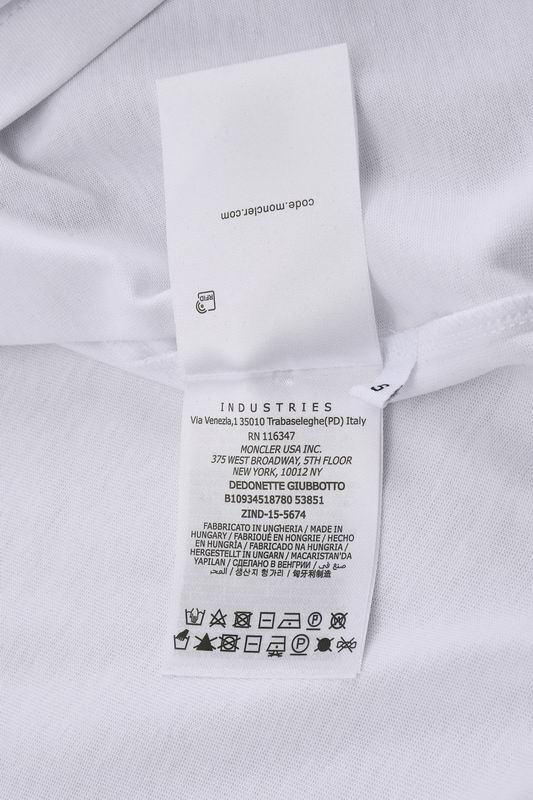 code.moncler.com
RFID
S
INDUSTRIES
Via Venezia,1 35010 Trabaseleghe(PD) Italy
RN 116347
MONCLER USA INC.
375 WEST BROADWAY, 5TH FLOOR
NEW YORK, 10012 NY
DEDONETTE GIUBBOTTO
B10934518780 53851
ZIND-15-5674
FABBRICATO IN UNGHERIA / MADE IN
HUNGARY / FABRIQUÉ EN HONGRIE / HECHO
EN HUNGRÍA / FABRICADO NA HUNGRIA /
HERGESTELLT IN UNGARN / MACARISTAN'DA
YAPILAN / СДЕЛАНО В ВЕНГРИИ / صنع في
المجر / 생산지 헝가리 / 匈牙利制造